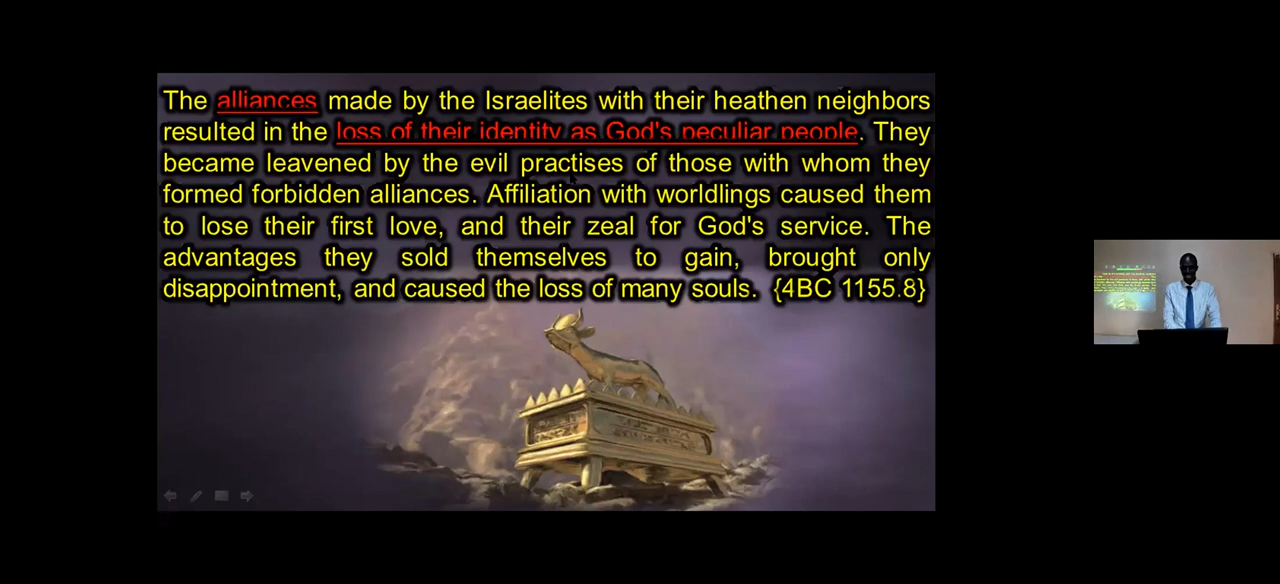 The alliances made by the Israelites with their heathen neighbors
resulted in the loss of their identity as God's peculiar people. They
became leavened by the evil practises of those with whom they
formed forbidden alliances. Affiliation with worldlings caused them
to lose their first love, and their zeal for God's service. The
advantages they sold themselves to gain, brought only
disappointment, and caused the loss of many souls. {4BC 1155.8}